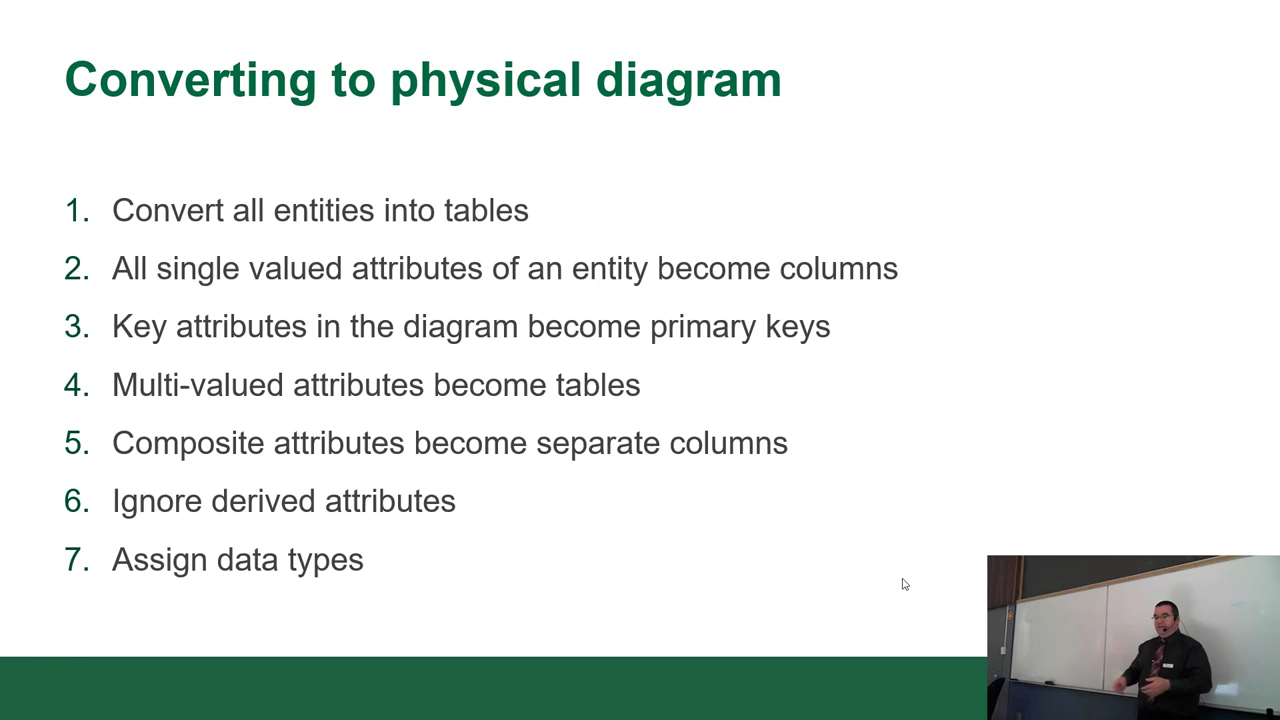 Converting to physical diagram
1. Convert all entities into tables
2. All single valued attributes of an entity become columns
3. Key attributes in the diagram become primary keys
4. Multi-valued attributes become tables
5. Composite attributes become separate columns
6. Ignore derived attributes
7. Assign data types